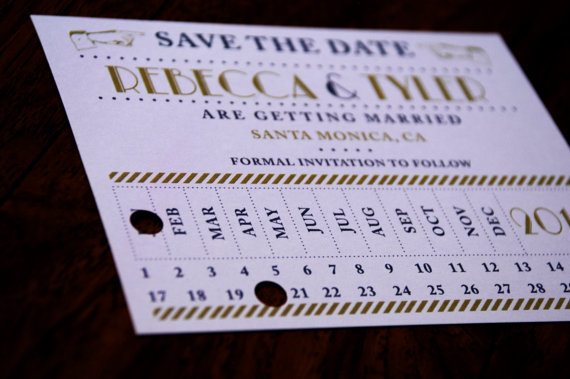 SAVE THE DATE
REBECCA & TYLER
ARE GETTING MARRIED
SANTA MONICA, CA
FORMAL INVITATION TO FOLLOW
FEB MAR APR MAY JUN JUL AUG SEP OCT NOV DEC 201
1 2 3 4 5 6 7 8 9 10 11 12 13 14
17 18 19 21 22 23 24 25 26 27 28